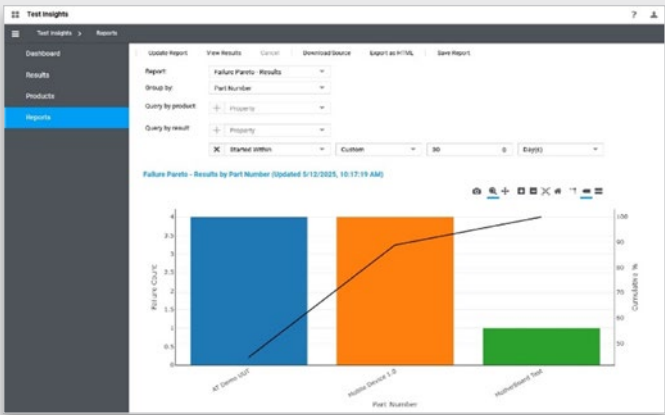 Test Insights
Test Insights > Reports
Dashboard
Results
Products
Reports
Update Report View Results Cancel Download Source Export as HTML Save Report
Report: Failure Pareto - Results
Group by: Part Number
Query by product: Property
Query by result: Property
Started Within Custom 90 Day(s)
Failure Pareto - Results by Part Number (Updated 5/12/2025, 10:17:19 AM)
4 100
3.5
3 90
2.5 80
2
1.5 70
1 60
0.5 50
0
Failure Count
Cumulative %
AT Demo UUT
Mobile Device 1.0
MotherBoard Test
Part Number